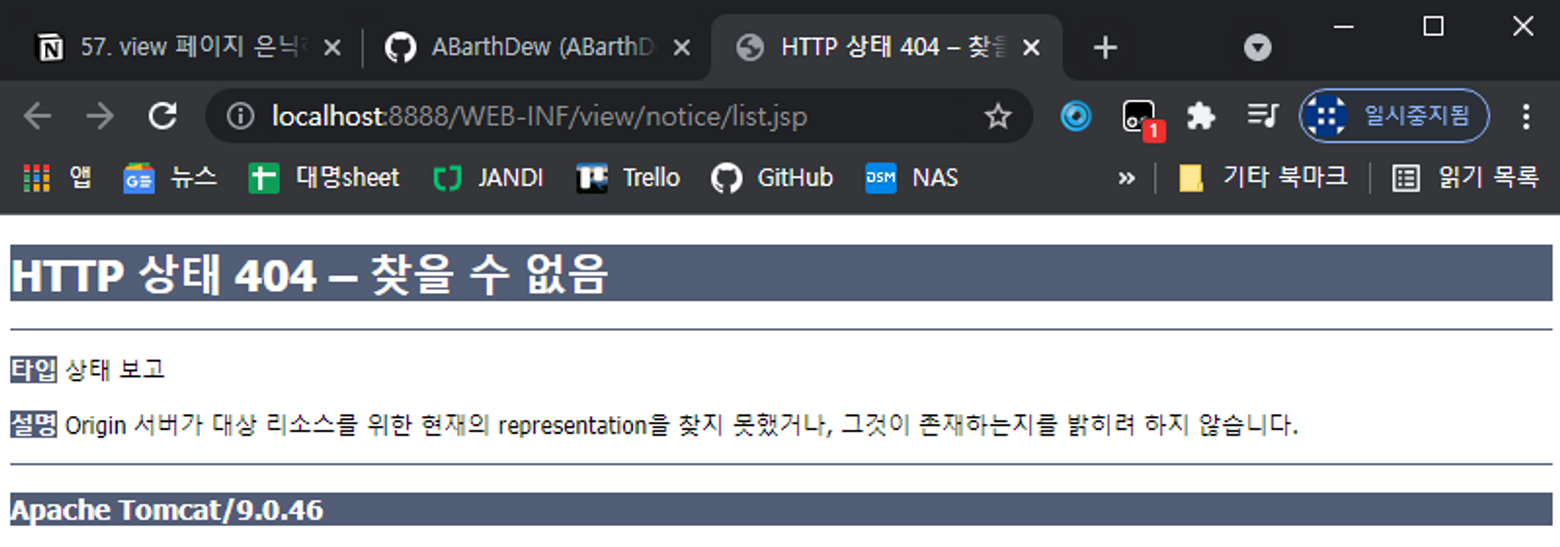 57. view 페이지 은닉
ABarthDew (ABarthD
HTTP 상태 404 – 찾을
localhost:8888/WEB-INF/view/notice/list.jsp
1
일시중지됨
앱
뉴스
대명sheet
JANDI
Trello
GitHub
DSM
NAS
»
기타 북마크
읽기 목록
HTTP 상태 404 – 찾을 수 없음
타입 상태 보고
설명 Origin 서버가 대상 리소스를 위한 현재의 representation을 찾지 못했거나, 그것이 존재하는지를 밝히려 하지 않습니다.
Apache Tomcat/9.0.46